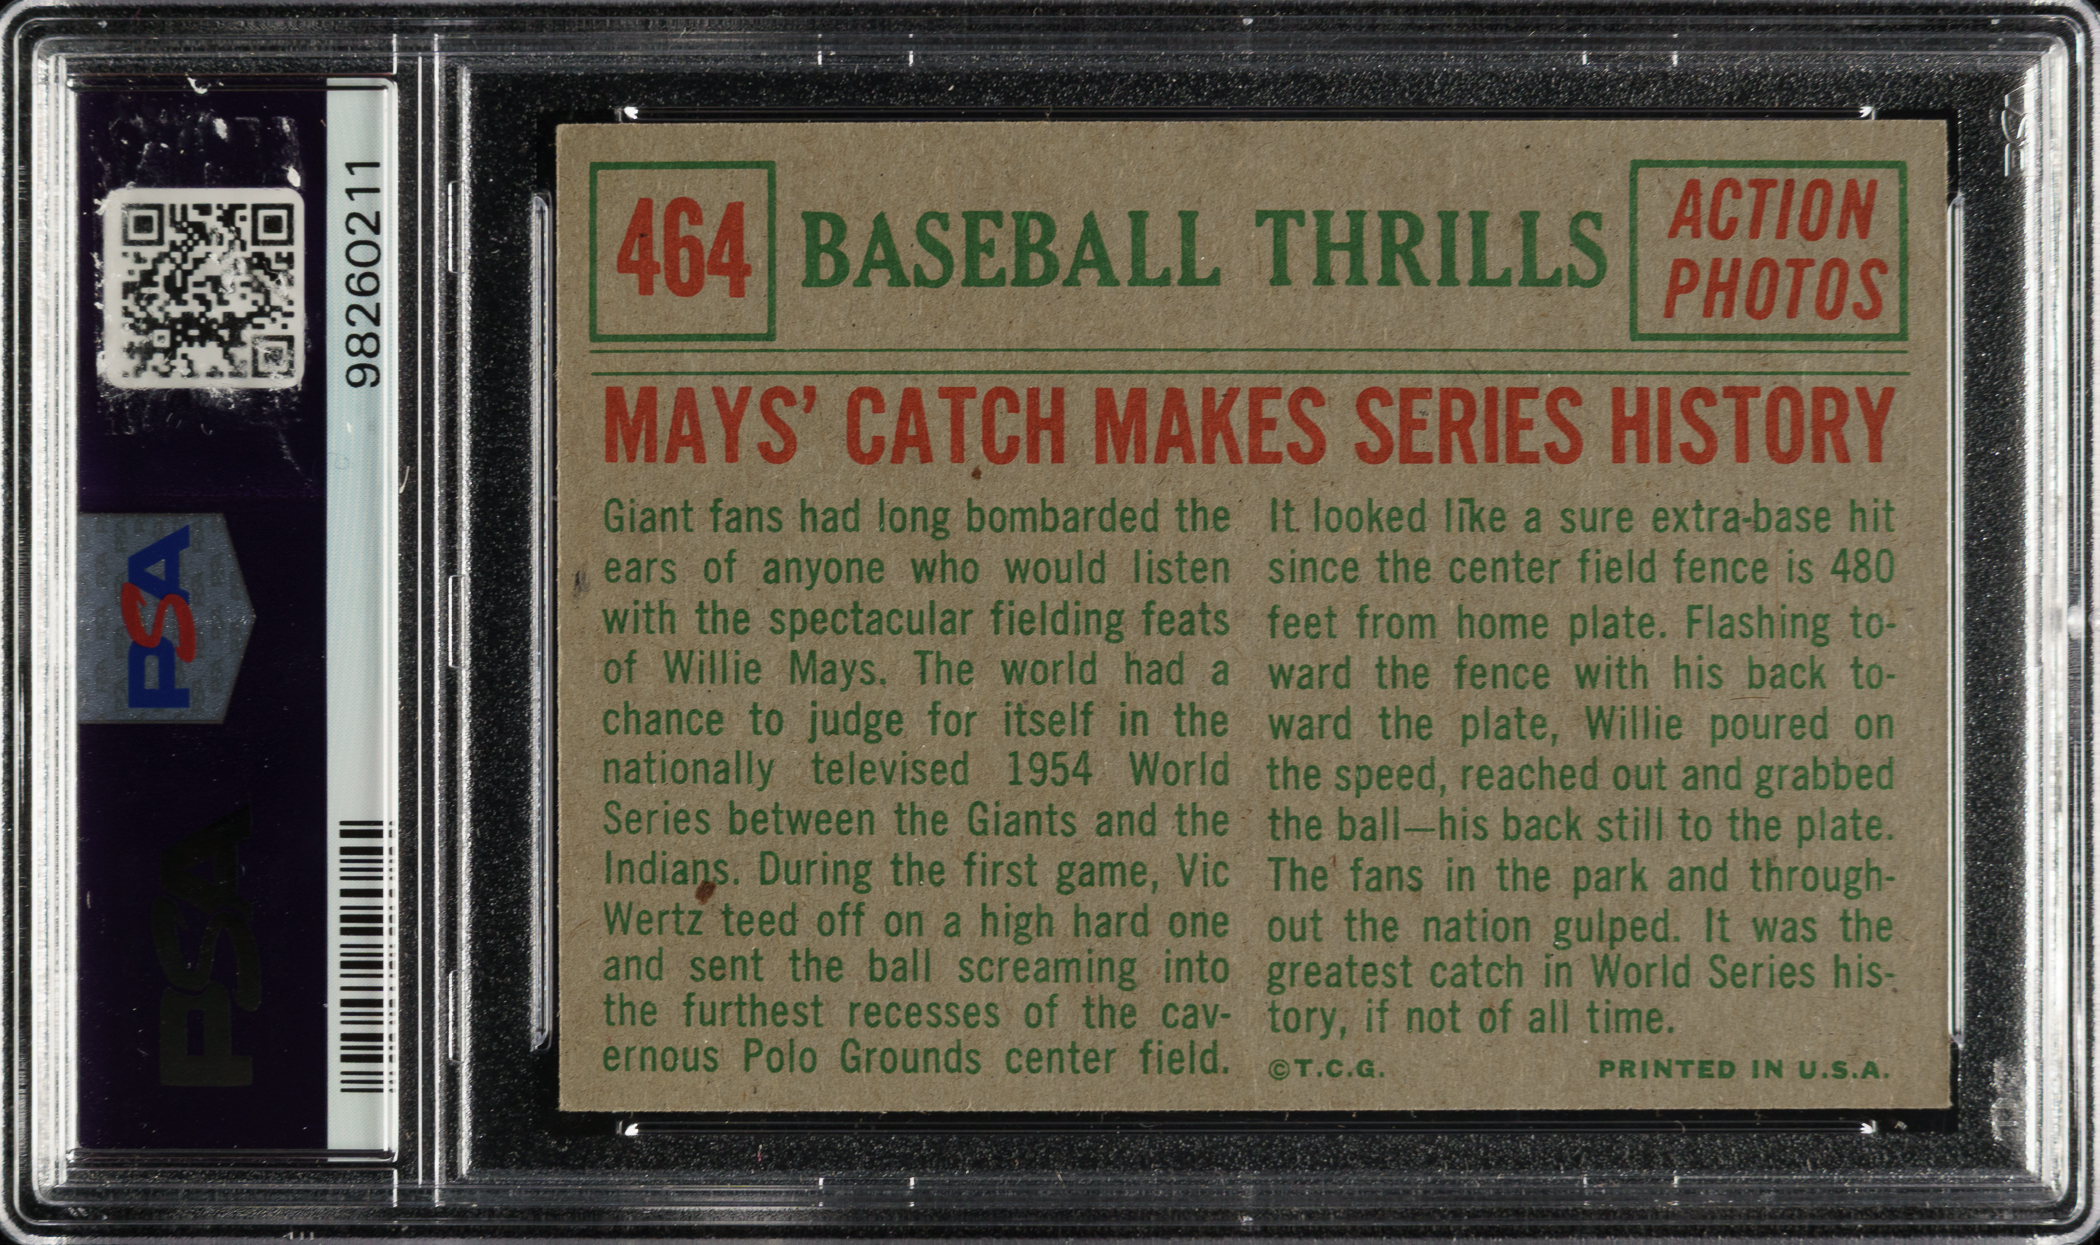 98260211
PSA
PSA
464
BASEBALL THRILLS
ACTION
PHOTOS
MAYS' CATCH MAKES SERIES HISTORY
Giant fans had long bombarded the
ears of anyone who would listen
with the spectacular fielding feats
of Willie Mays. The world had a
chance to judge for itself in the
nationally televised 1954 World
Series between the Giants and the
Indians. During the first game, Vic
Wertz teed off on a high hard one
and sent the ball screaming into
the furthest recesses of the cav-
ernous Polo Grounds center field.
It looked like a sure extra-base hit
since the center field fence is 480
feet from home plate. Flashing to-
ward the fence with his back to-
ward the plate, Willie poured on
the speed, reached out and grabbed
the ball—his back still to the plate.
The fans in the park and through-
out the nation gulped. It was the
greatest catch in World Series his-
tory, if not of all time.
©T.C.G.
PRINTED IN U.S.A.